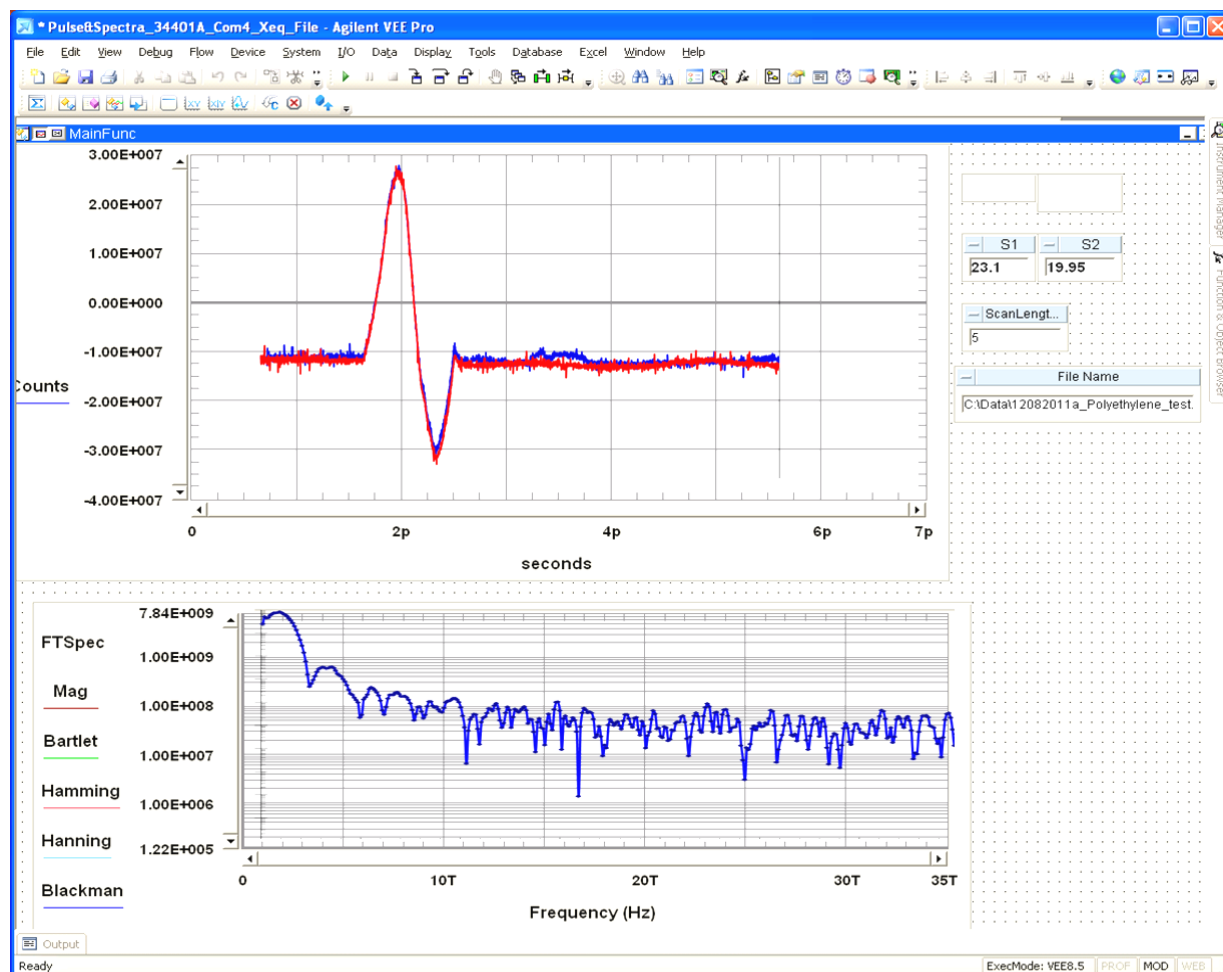 * Pulse&Spectra_34401A_Com4_Xeq_File - Agilent VEE Pro
File Edit View Debug Flow Device System I/O Data Display Tools Database Excel Window Help
MainFunc
3.00E+007
2.00E+007
1.00E+007
0.00E+000
-1.00E+007
Counts
-2.00E+007
-3.00E+007
-4.00E+007
0 2p 4p 6p 7p
seconds
S1 S2
23.1 19.95
ScanLengt...
5
File Name
C:\Data\12082011a_Polyethylene_test.
Instrument Manager
Function & Object Browser
7.84E+009
FTSpec
1.00E+009
Mag
1.00E+008
Bartlet
1.00E+007
Hamming
1.00E+006
Hanning
1.22E+005
Blackman
0 10T 20T 30T 35T
Frequency (Hz)
Output
Ready
ExecMode: VEE8.5 PROF MOD WEB